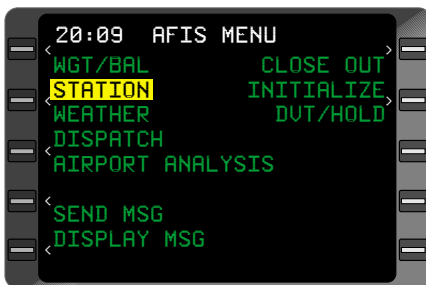 20:09 AFIS MENU
WGT/BAL CLOSE OUT
STATION INITIALIZE
WEATHER DVT/HOLD
DISPATCH
AIRPORT ANALYSIS
SEND MSG
DISPLAY MSG